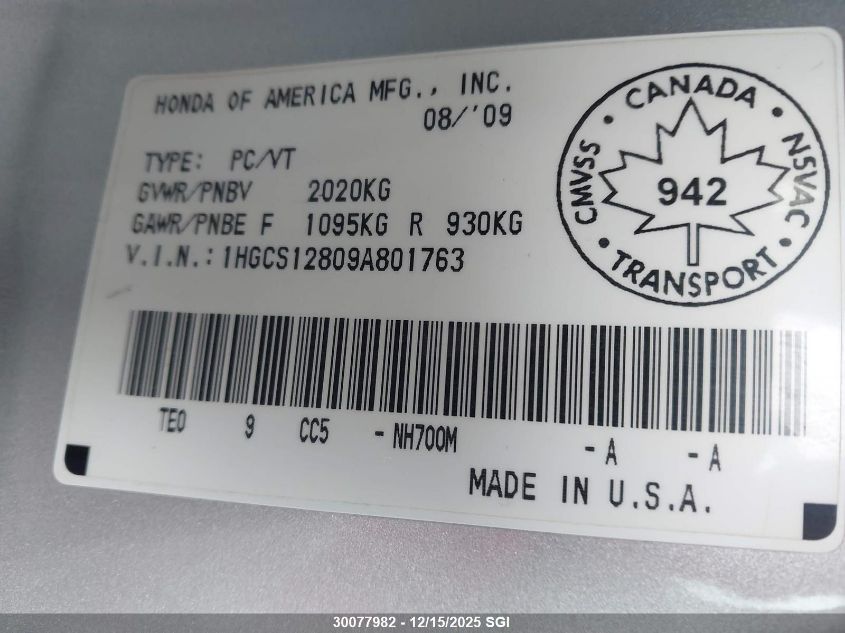 HONDA OF AMERICA MFG., INC.
08/'09
TYPE: PC/VT
GVWR/PNBV 2020KG
GAWR/PNBE F 1095KG R 930KG
V.I.N.: 1HGCS12809A801763
CANADA
CMVSS
942
NSVAC
TRANSPORT
TE0 9 CC5 - NH700M - A - A
MADE IN U.S.A.
30077982 - 12/15/2025 SGI